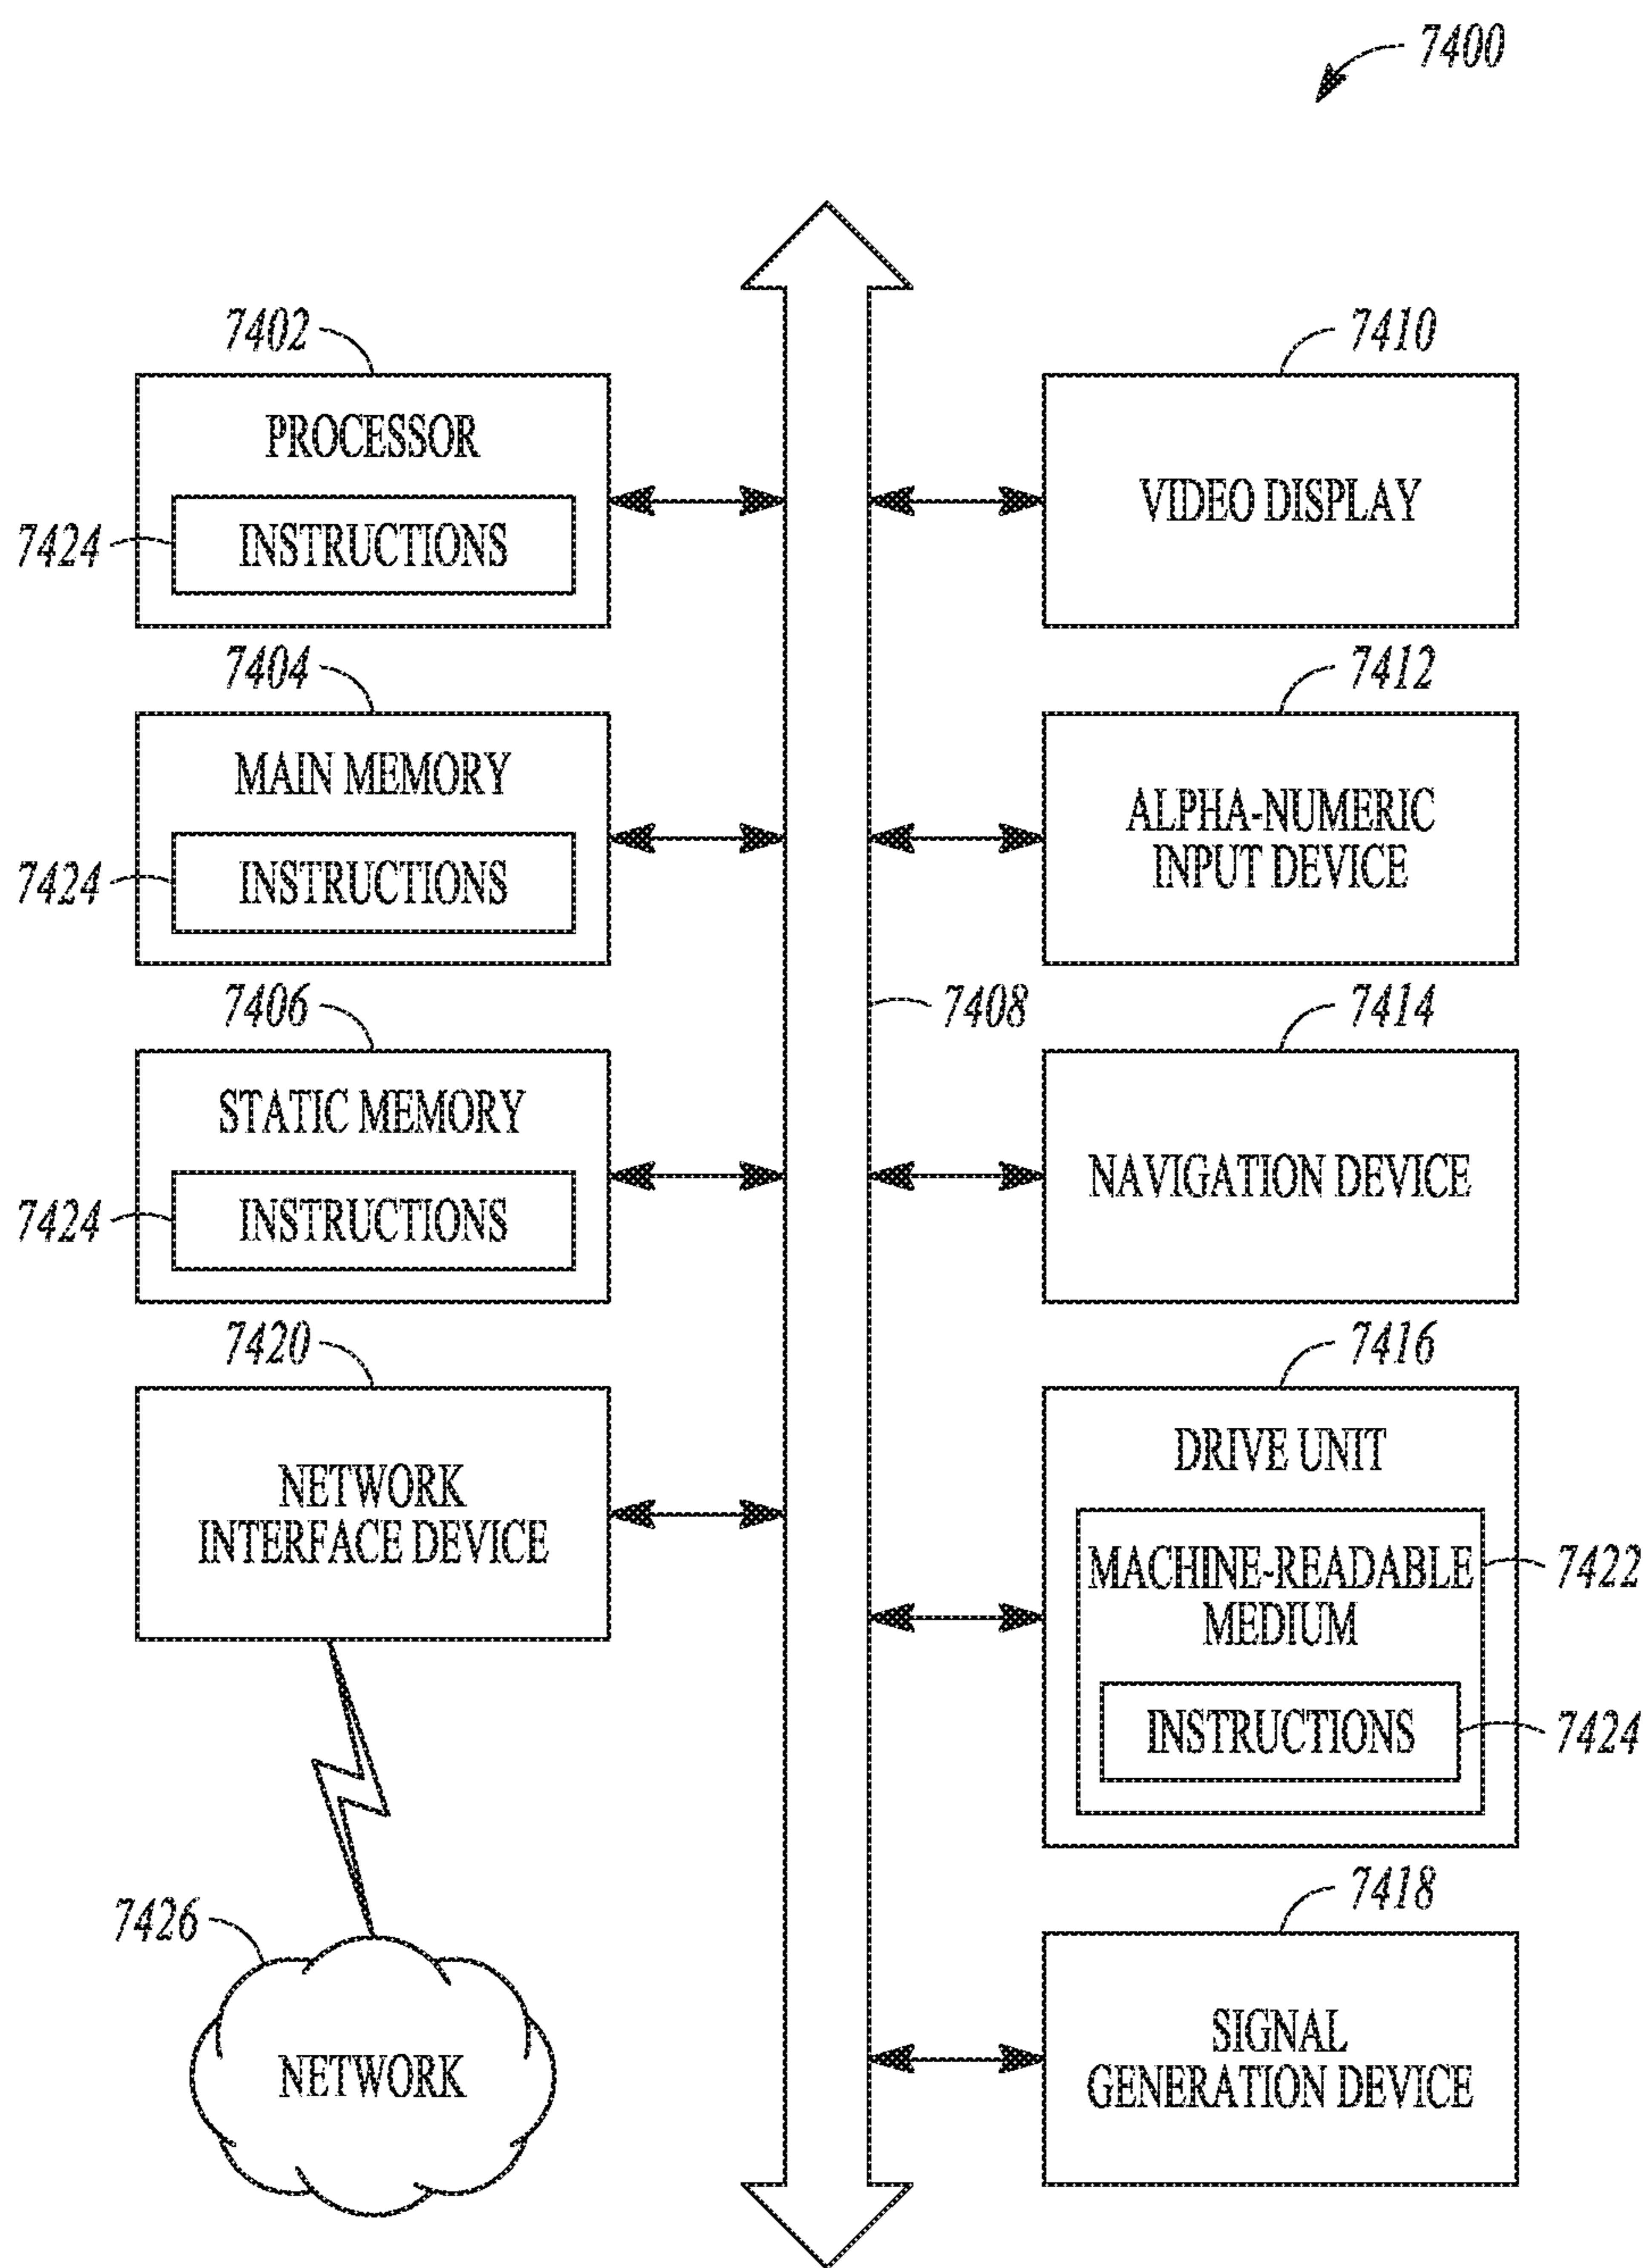 7400
7402
PROCESSOR
7424
INSTRUCTIONS
7404
MAIN MEMORY
7424
INSTRUCTIONS
7406
STATIC MEMORY
7424
INSTRUCTIONS
7420
NETWORK
INTERFACE DEVICE
7426
NETWORK
7408
7410
VIDEO DISPLAY
7412
ALPHA-NUMERIC
INPUT DEVICE
7414
NAVIGATION DEVICE
7416
DRIVE UNIT
MACHINE-READABLE
MEDIUM
7422
INSTRUCTIONS
7424
7418
SIGNAL
GENERATION DEVICE